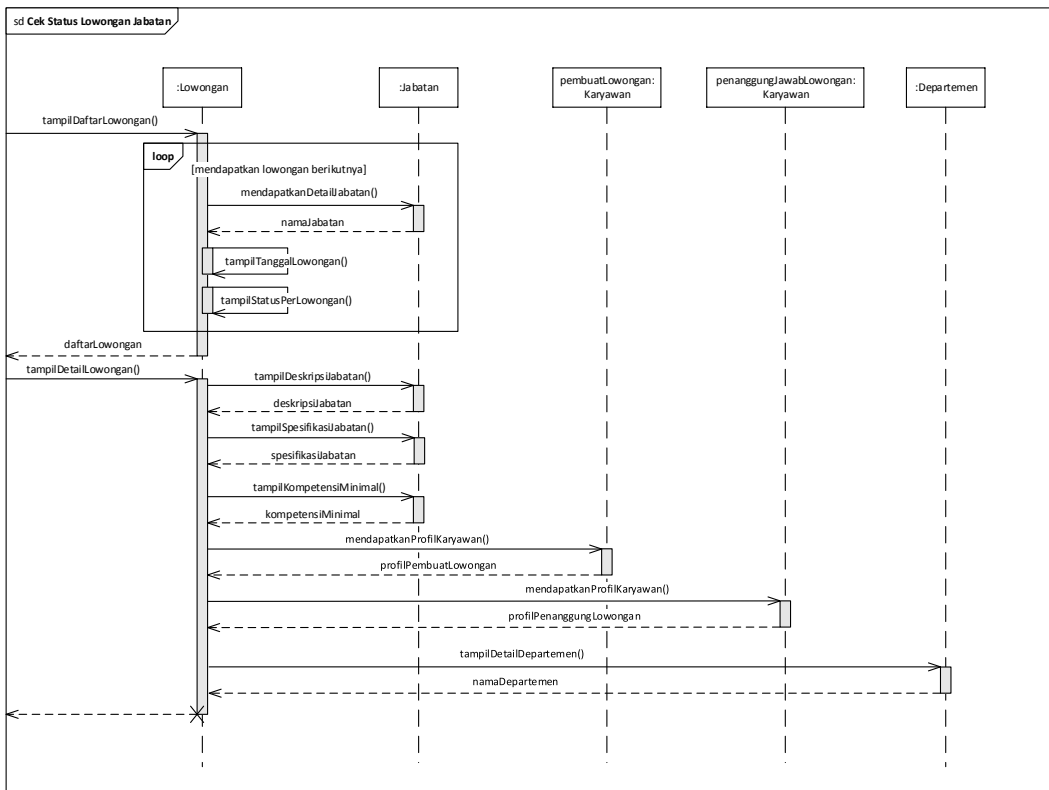 sd Cek Status Lowongan Jabatan
:Lowongan
:Jabatan
pembuatLowongan:
Karyawan
penanggungJawabLowongan:
Karyawan
:Departemen
tampilDaftarLowongan()
loop
[mendapatkan lowongan berikutnya]
mendapatkanDetailJabatan()
namaJabatan
tampilTanggalLowongan()
tampilStatusPerLowongan()
daftarLowongan
tampilDetailLowongan()
tampilDeskripsiJabatan()
deskripsiJabatan
tampilSpesifikasiJabatan()
spesifikasiJabatan
tampilKompetensiMinimal()
kompetensiMinimal
mendapatkanProfilKaryawan()
profilPembuatLowongan
mendapatkanProfilKaryawan()
profilPenanggungLowongan
tampilDetailDepartemen()
namaDepartemen